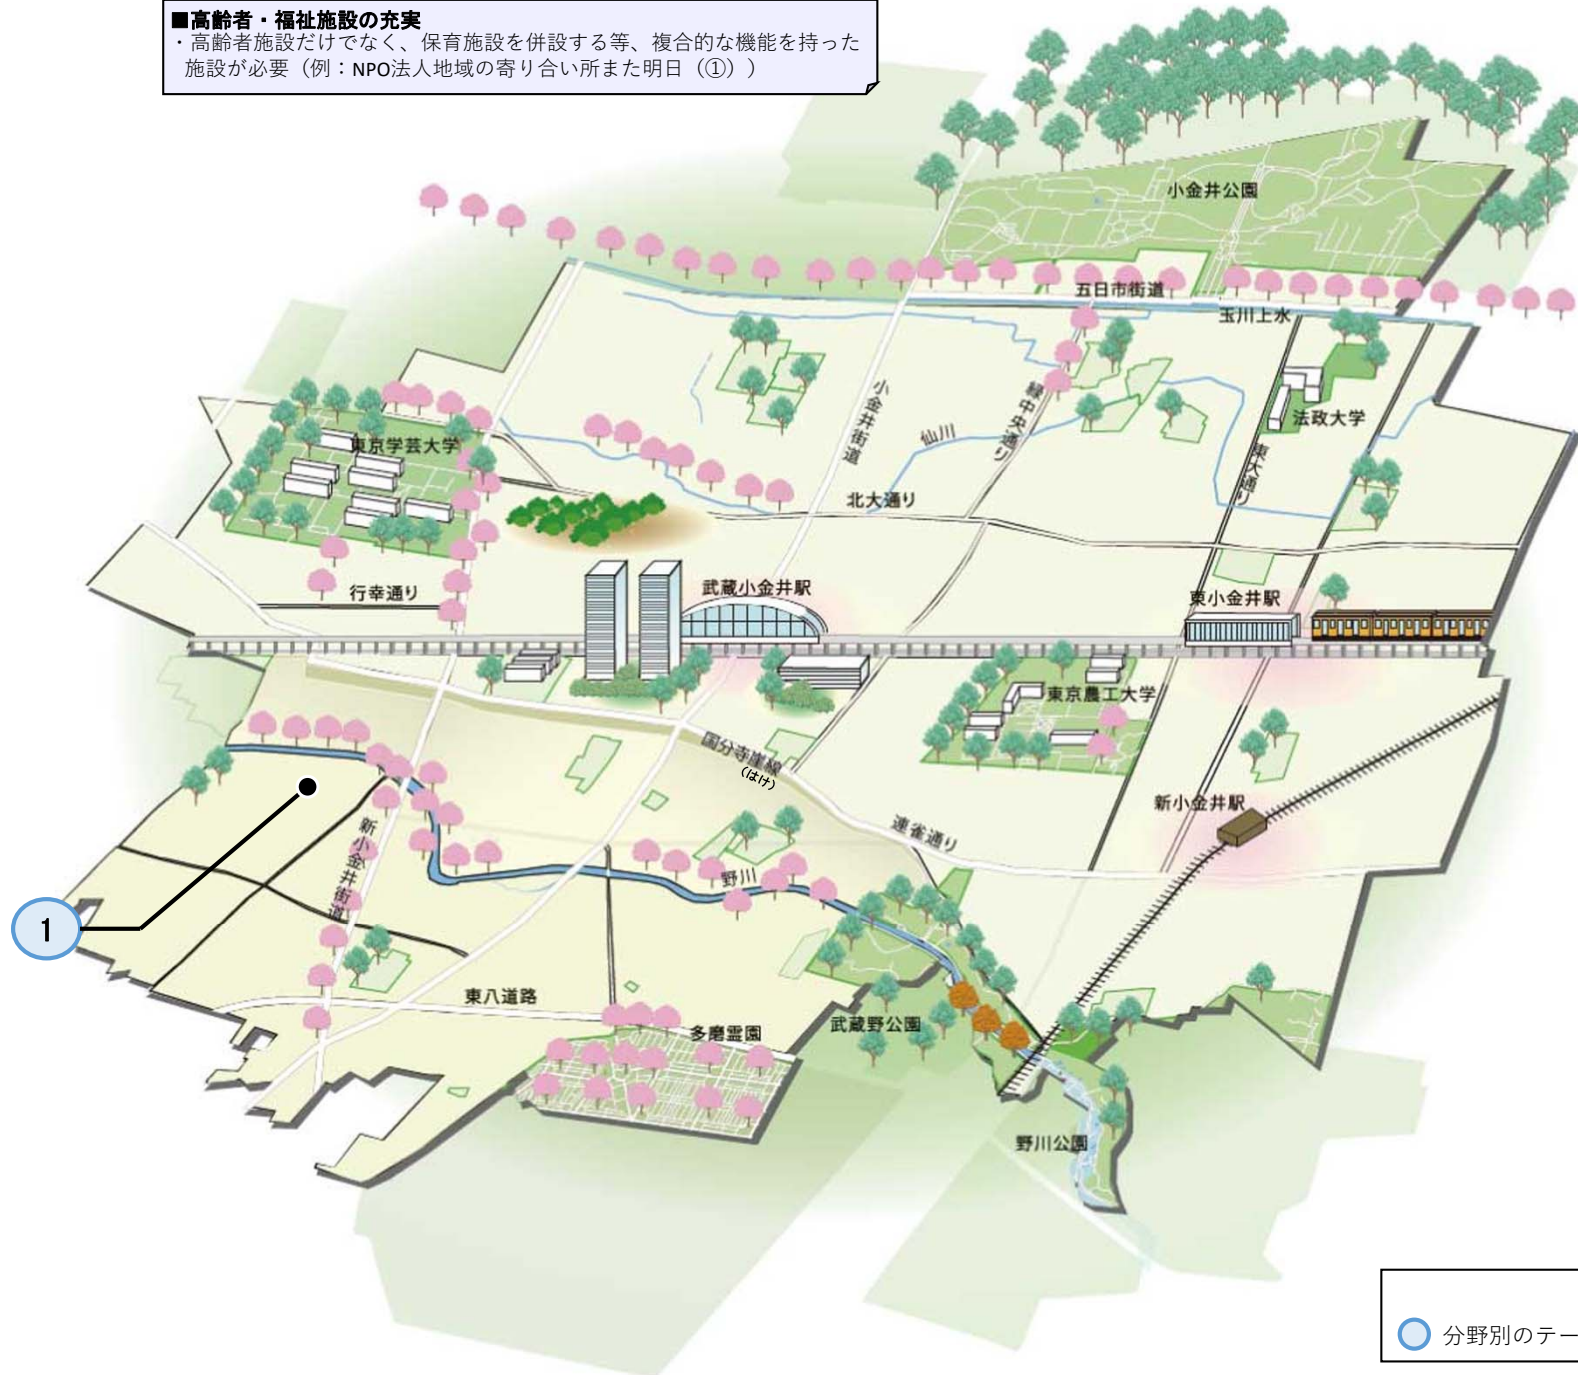 ■高齢者・福祉施設の充実
・高齢者施設だけでなく、保育施設を併設する等、複合的な機能を持った
施設が必要（例：NPO法人地域の寄り合い所また明日（①））
小金井公園
五日市街道
玉川上水
小金井街道
緑中央通り
仙川
法政大学
東大通り
東京学芸大学
北大通り
行幸通り
武蔵小金井駅
東小金井駅
東京農工大学
国分寺崖線
(はけ)
新小金井駅
連雀通り
新小金井街道
野川
1
東八道路
多磨霊園
武蔵野公園
野川公園
分野別のテー